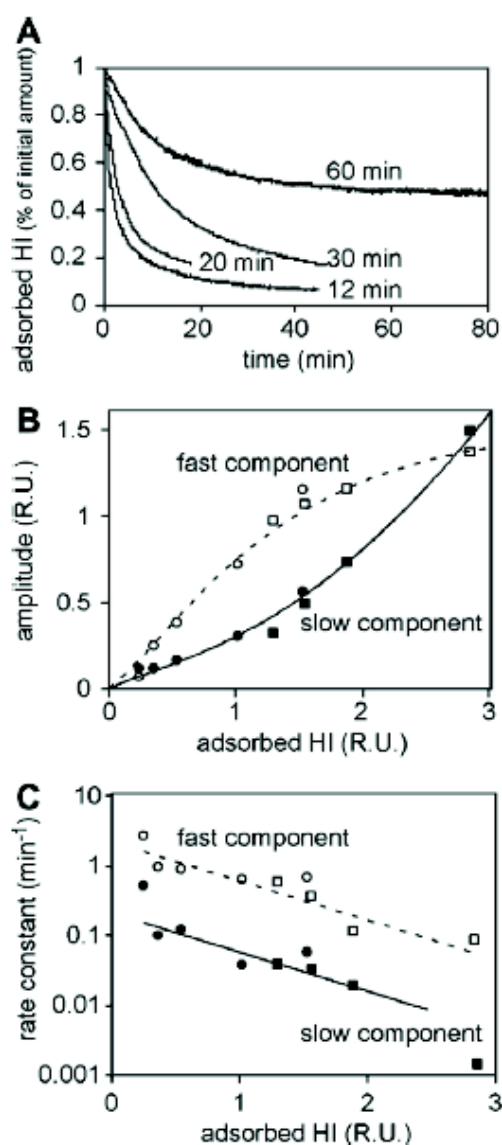 A
adsorbed HI (% of initial amount)
1
0.8
0.6
0.4
0.2
0
60 min
20 min
30 min
12 min
0
20
40
60
80
time (min)
B
amplitude (R.U.)
1.5
1
0.5
0
fast component
slow component
0
1
2
3
adsorbed HI (R.U.)
C
rate constant (min⁻¹)
10
1
0.1
0.01
0.001
fast component
slow component
0
1
2
3
adsorbed HI (R.U.)